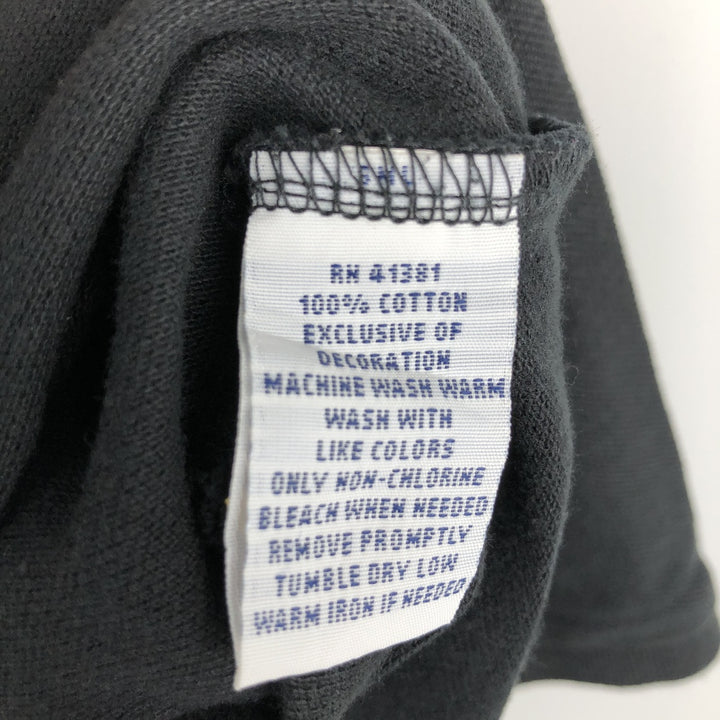 RN 41381
100% COTTON
EXCLUSIVE OF
DECORATION
MACHINE WASH WARM
WASH WITH
LIKE COLORS
ONLY NON-CHLORINE
BLEACH WHEN NEEDED
REMOVE PROMPTLY
TUMBLE DRY LOW
WARM IRON IF NEEDED